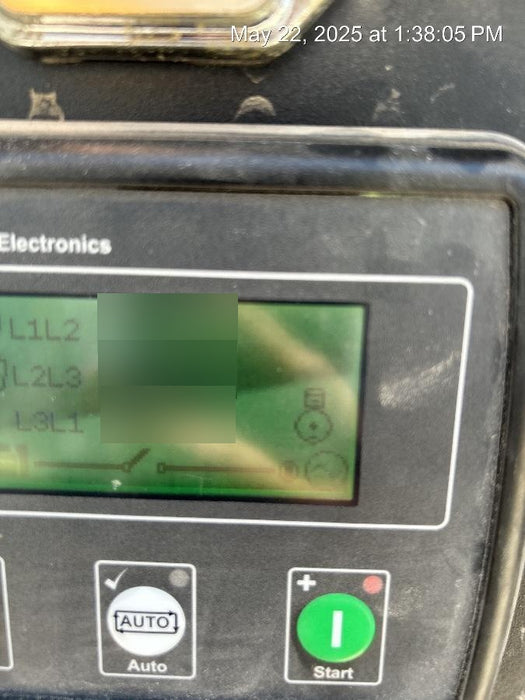 May 22, 2025 at 1:38:05 PM
Electronics
L1L2
L2L3
L3L1
AUTO
Auto
Start